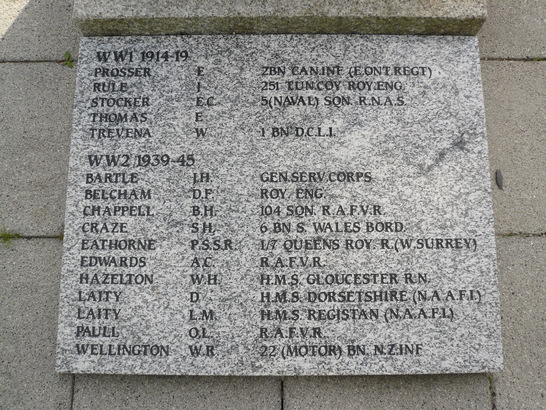 WW1 1914-19
PROSSER E 2BN CAN.INF (E.ONT.REGT)
RULE J 251 TUN.COY ROY.ENG.
STOCKER E.C. 5(NAVAL) SQN. R.N.A.S.
THOMAS E
TREVENA W 1 BN D.C.L.I.
WW2 1939-45
BARTLE J.H. GEN.SERV.CORPS.
BELCHAM D.F. ROY. ENG.
CHAPPELL B.H. 104 SQN. R.A.F.V.R.
CRAZE S.H. 6 BN S. WALES BORD.
EATHORNE P.S.S.R. 1/7 QUEENS ROY. R.(W.SURREY)
EDWARDS A.C. R.A.F.V.R.
HAZELTON W.H. H.M.S. GLOUCESTER R.N.
LAITY D H.M.S. DORSETSHIRE (N.A.A.F.I.)
LAITY L.M. H.M.S. REGISTAN (N.A.A.F.I.)
PAULL O.L. R.A.F.V.R.
WELLINGTON W.R. 22 (MOTOR) BN. N.Z.INF